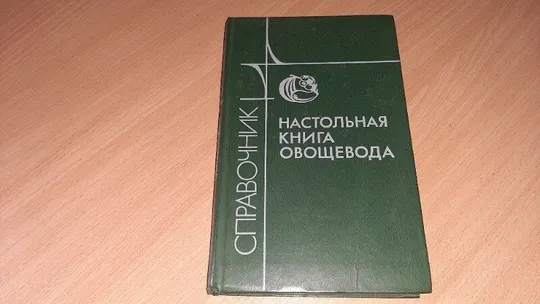 СПРАВОЧНИК
НАСТОЛЬНАЯ
КНИГА
ОВОЩЕВОДА